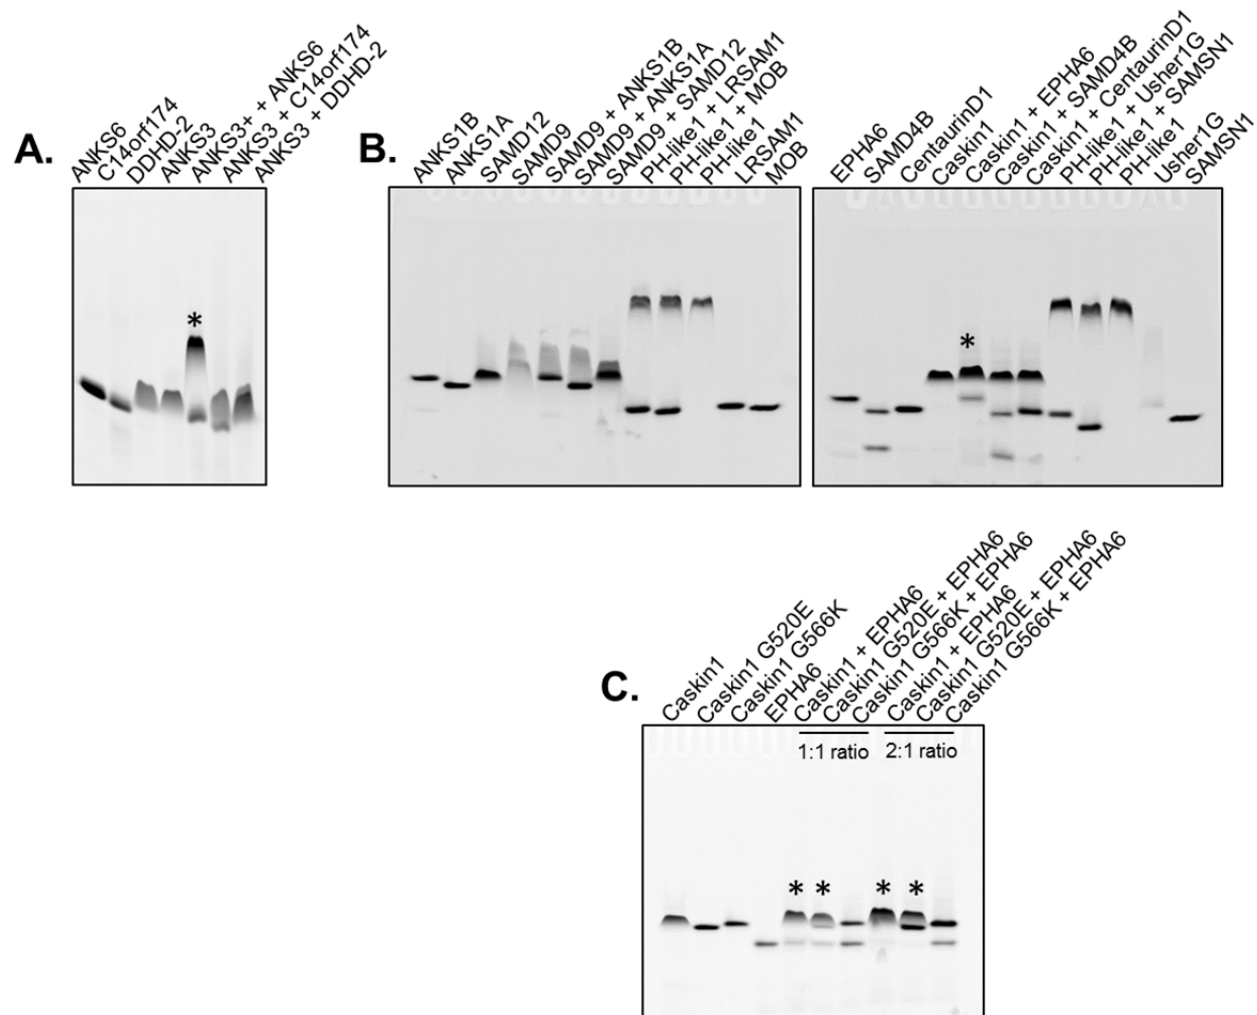 A.
ANKS6
C14orf174
DDHD-2
ANKS3
ANKS3+ + ANKS6
ANKS3 + C14orf174
ANKS3 + DDHD-2
*
B.
ANKS1B
ANKS1A
SAMD12
SAMD9
SAMD9 + ANKS1B
SAMD9 + ANKS1A
SAMD9 + SAMD12
PH-like1 + LRSAM1
PH-like1 + MOB
PH-like1
LRSAM1
MOB
EPHA6
SAMD4B
CentaurinD1
Caskin1
Caskin1 + EPHA6
Caskin1 + SAMD4B
Caskin1 + CentaurinD1
PH-like1 + Usher1G
PH-like1 + SAMSN1
PH-like1
Usher1G
SAMSN1
*
C.
Caskin1
Caskin1 G520E
Caskin1 G566K
EPHA6
Caskin1 + EPHA6
Caskin1 G520E + EPHA6
Caskin1 G566K + EPHA6
Caskin1 + EPHA6
Caskin1 G520E + EPHA6
Caskin1 G566K + EPHA6
1:1 ratio 2:1 ratio
* * * *